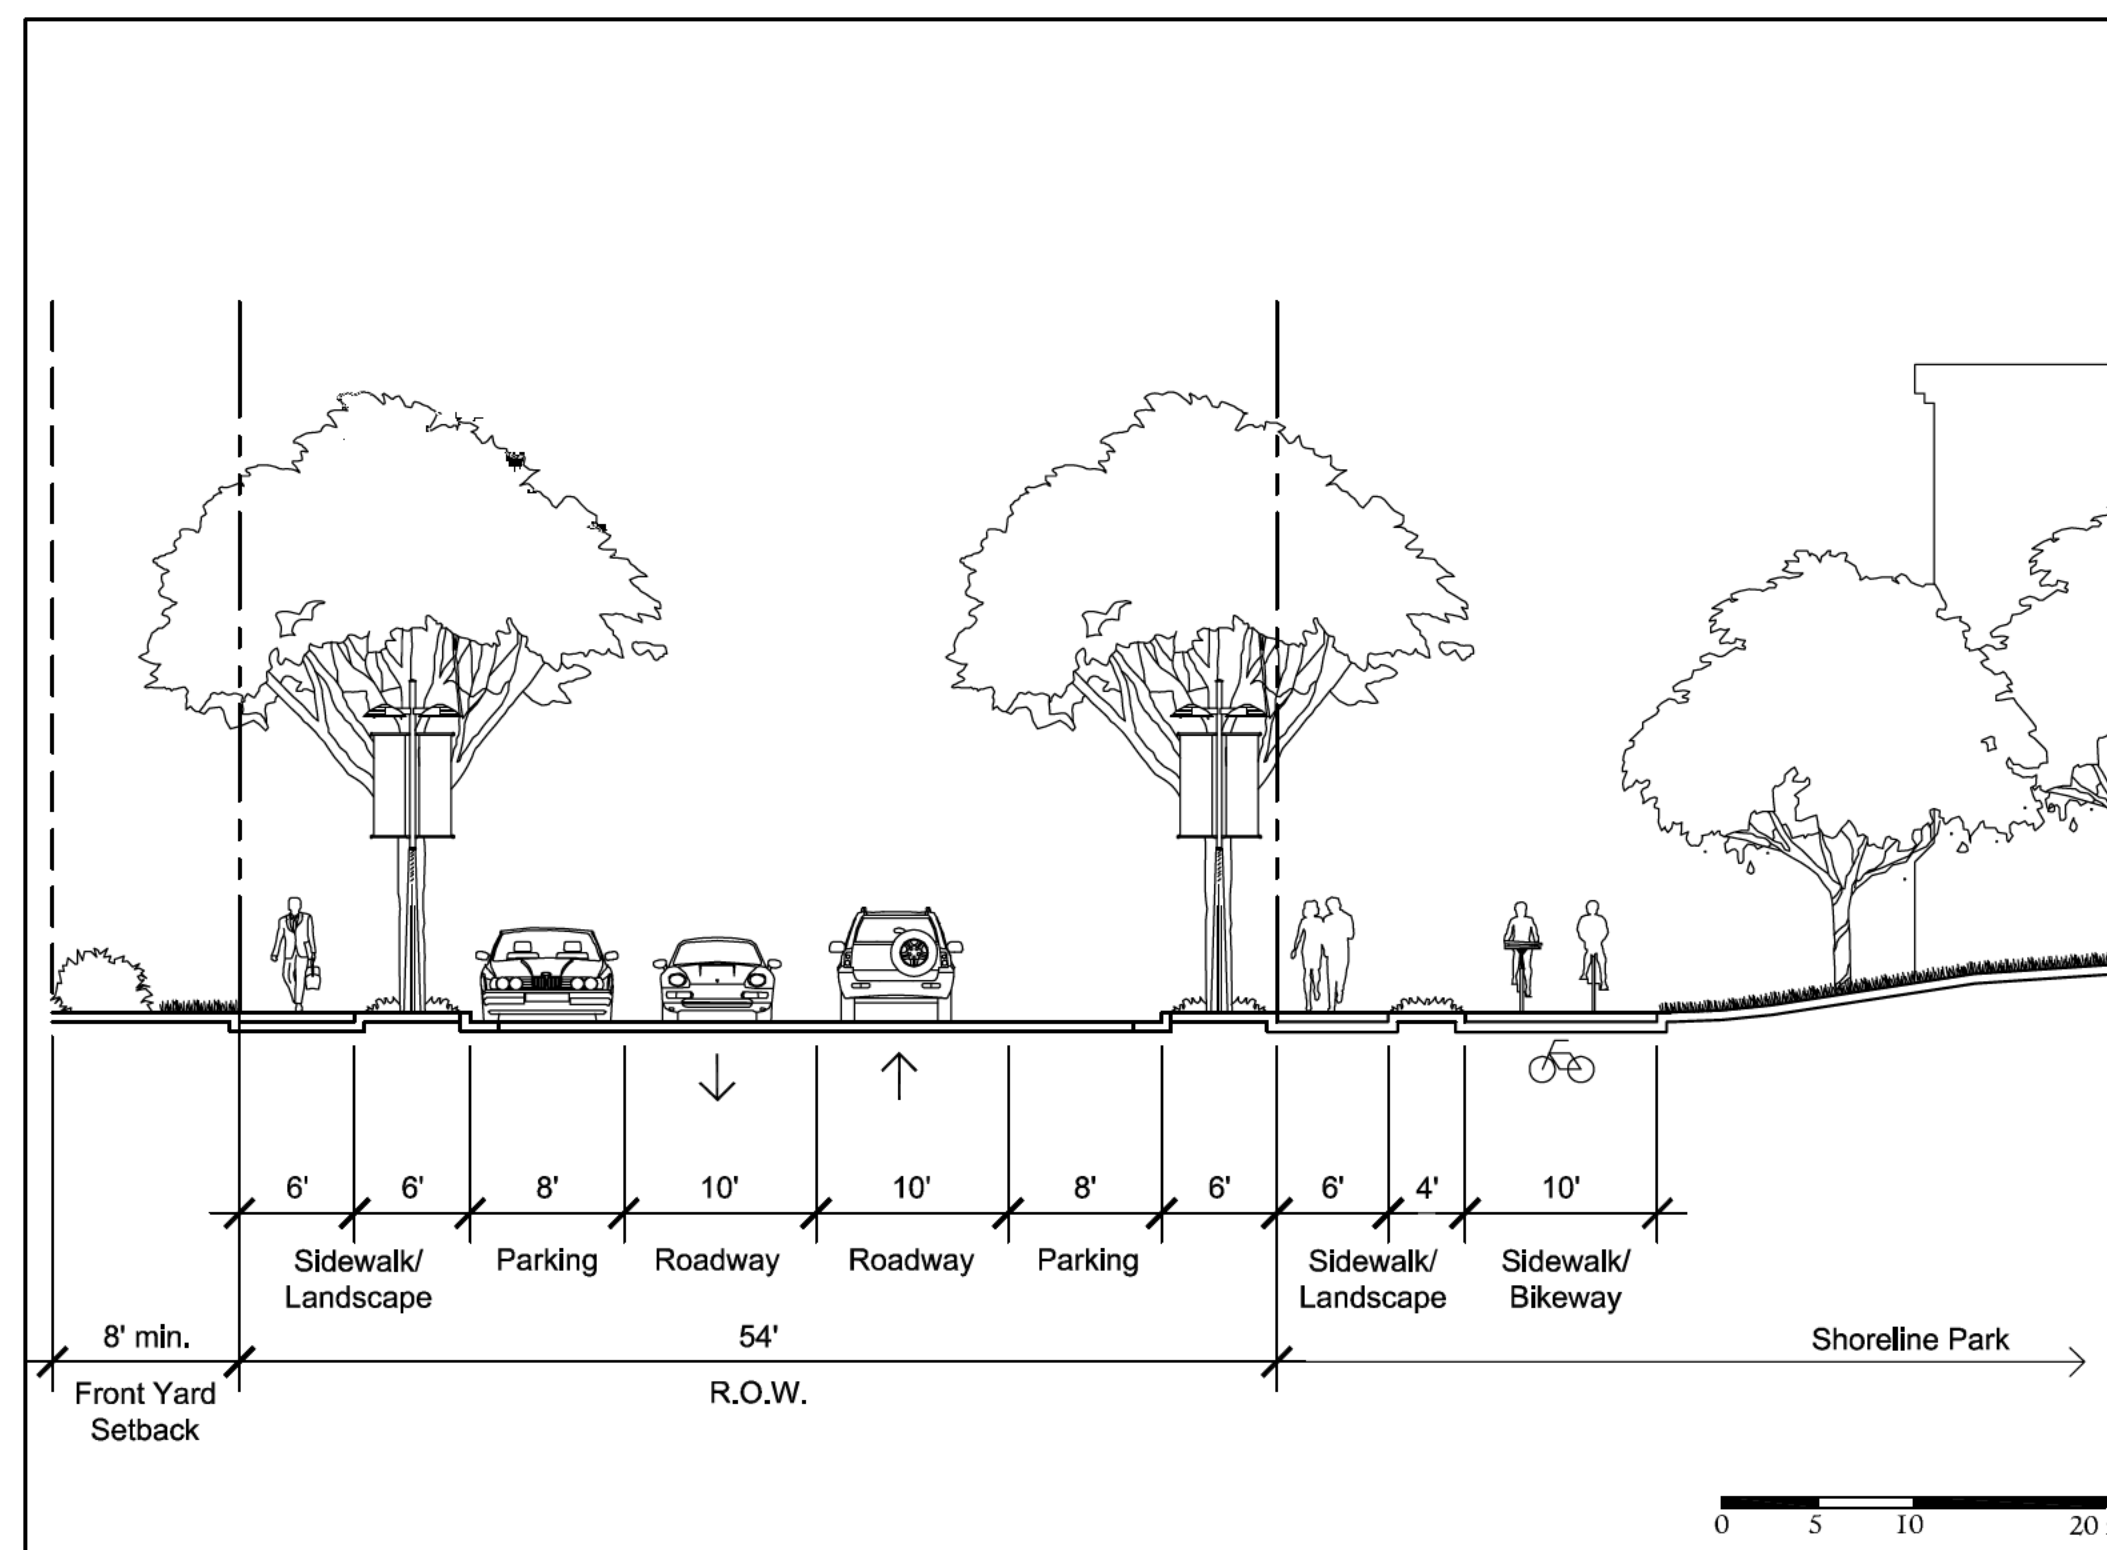 6' 6' 8' 10' 10' 8' 6' 6' 4' 10'
Sidewalk/ Parking Roadway Roadway Parking Sidewalk/ Sidewalk/
Landscape Landscape Bikeway
8' min. 54' Shoreline Park
Front Yard R.O.W.
Setback
0 5 10 20